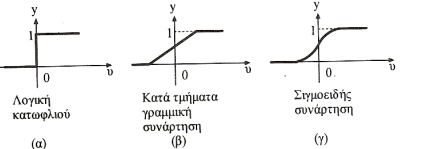 y
1
0
υ
Λογική
κατωφλιού
(α)
y
1
0
υ
Κατά τμήματα
γραμμική
συνάρτηση
(β)
y
1
0
υ
Σιγμοειδής
συνάρτηση
(γ)